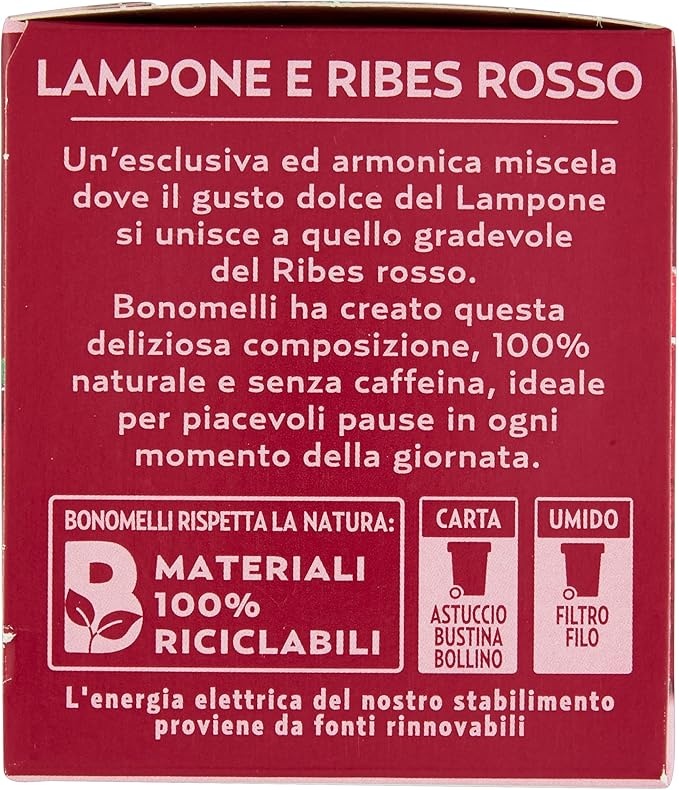 LAMPONE E RIBES ROSSO
Un'esclusiva ed armonica miscela
dove il gusto dolce del Lampone
si unisce a quello gradevole
del Ribes rosso.
Bonomelli ha creato questa
deliziosa composizione, 100%
naturale e senza caffeina, ideale
per piacevoli pause in ogni
momento della giornata.
BONOMELLI RISPETTA LA NATURA:
B
MATERIALI
100%
RICICLABILI
CARTA
ASTUCCIO
BUSTINA
BOLLINO
UMIDO
FILTRO
FILO
L'energia elettrica del nostro stabilimento
proviene da fonti rinnovabili